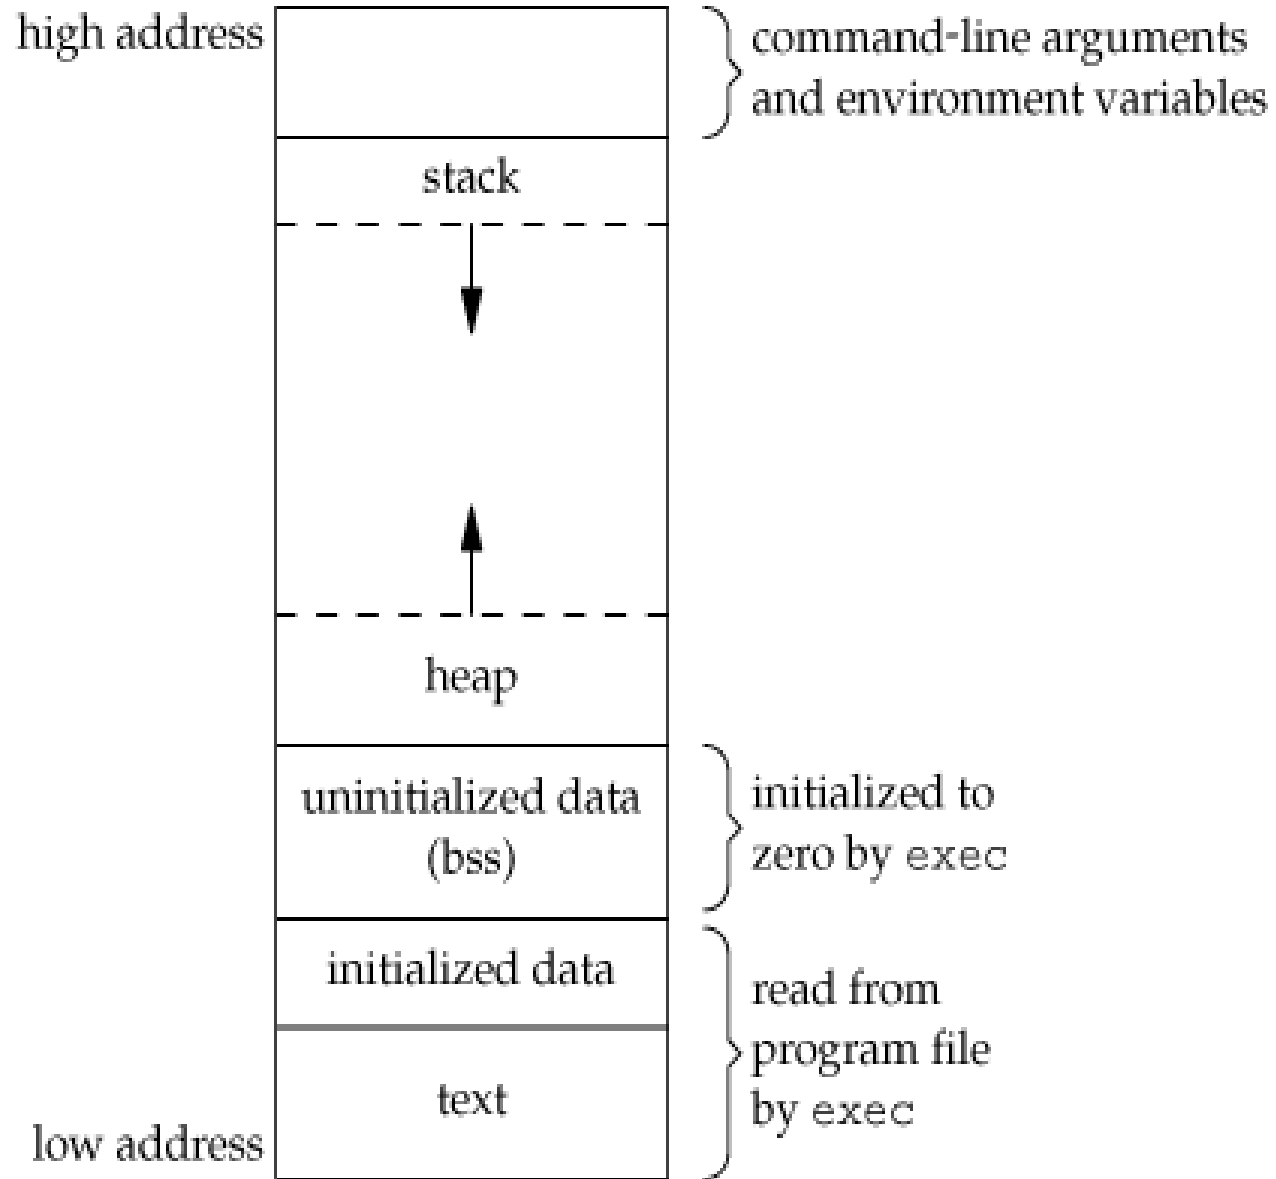 high address
command-line arguments
and environment variables
stack
heap
uninitialized data
(bss)
initialized to
zero by exec
initialized data
read from
program file
by exec
text
low address